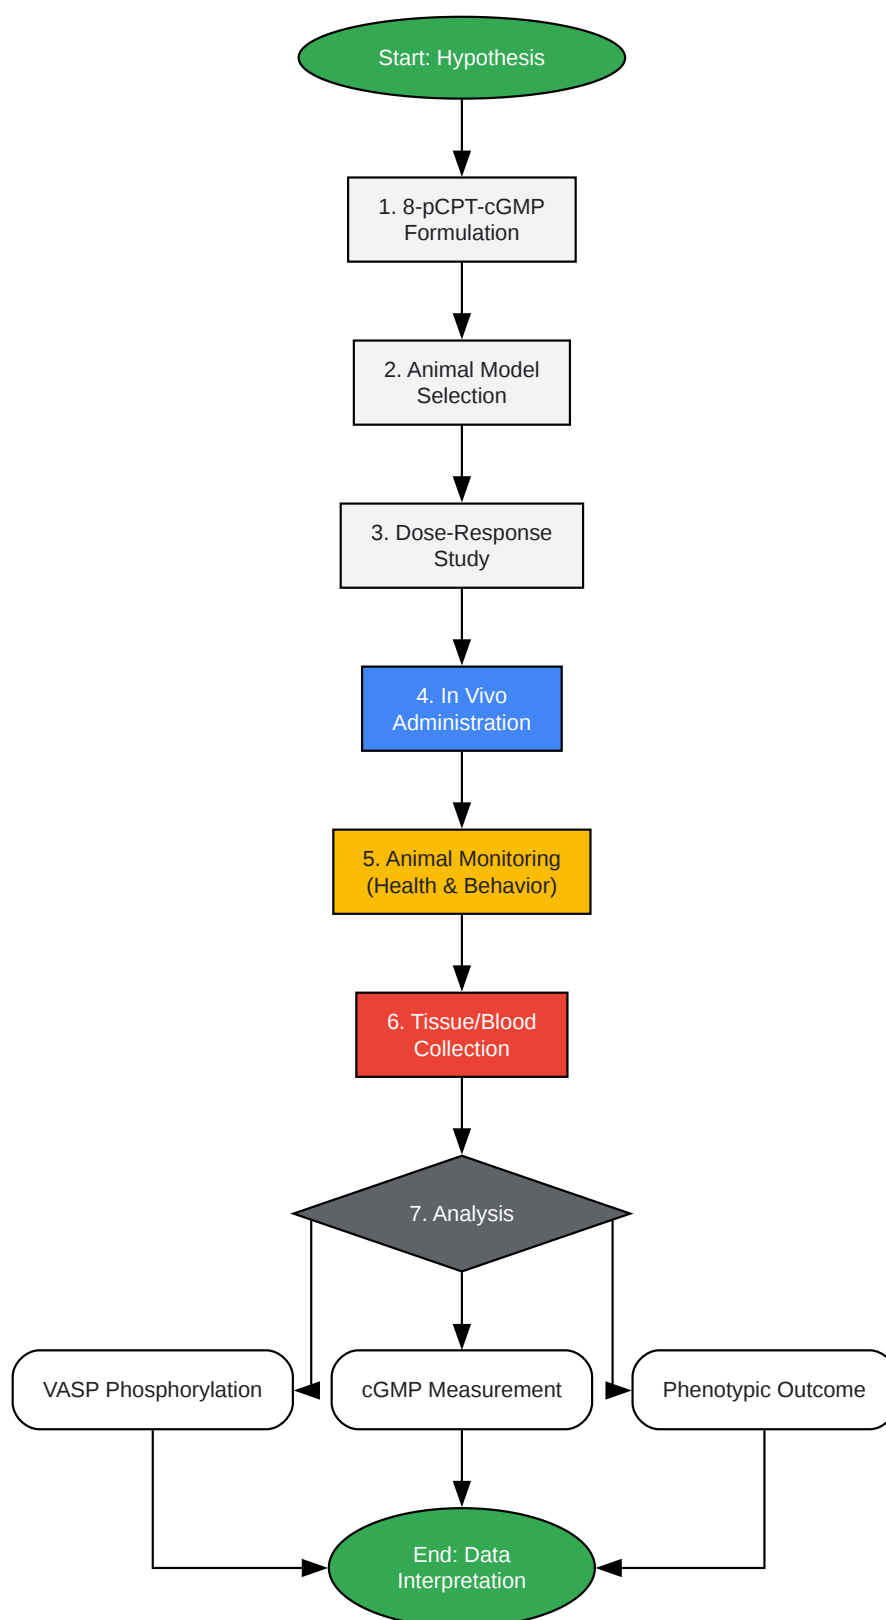 Start: Hypothesis
1. 8-pCPT-cGMP
Formulation
2. Animal Model
Selection
3. Dose-Response
Study
4. In Vivo
Administration
5. Animal Monitoring
(Health & Behavior)
6. Tissue/Blood
Collection
7. Analysis
VASP Phosphorylation
cGMP Measurement
Phenotypic Outcome
End: Data
Interpretation